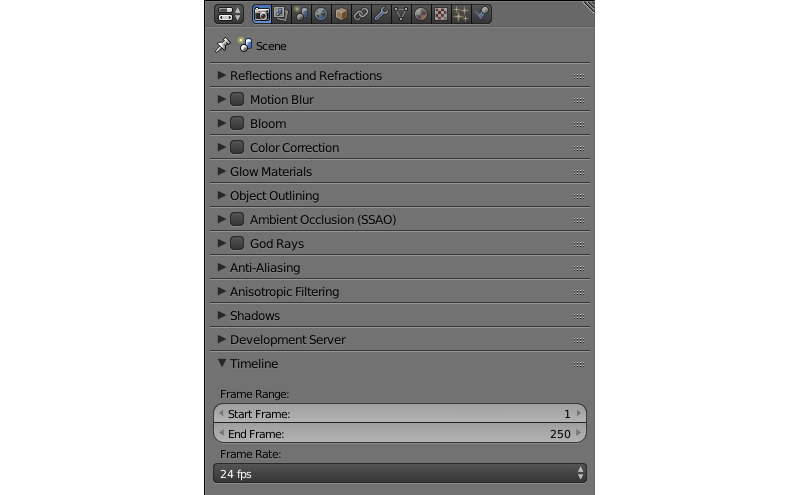 Scene
Reflections and Refractions
Motion Blur
Bloom
Color Correction
Glow Materials
Object Outlining
Ambient Occlusion (SSAO)
God Rays
Anti-Aliasing
Anisotropic Filtering
Shadows
Development Server
Timeline
Frame Range:
Start Frame: 1
End Frame: 250
Frame Rate:
24 fps